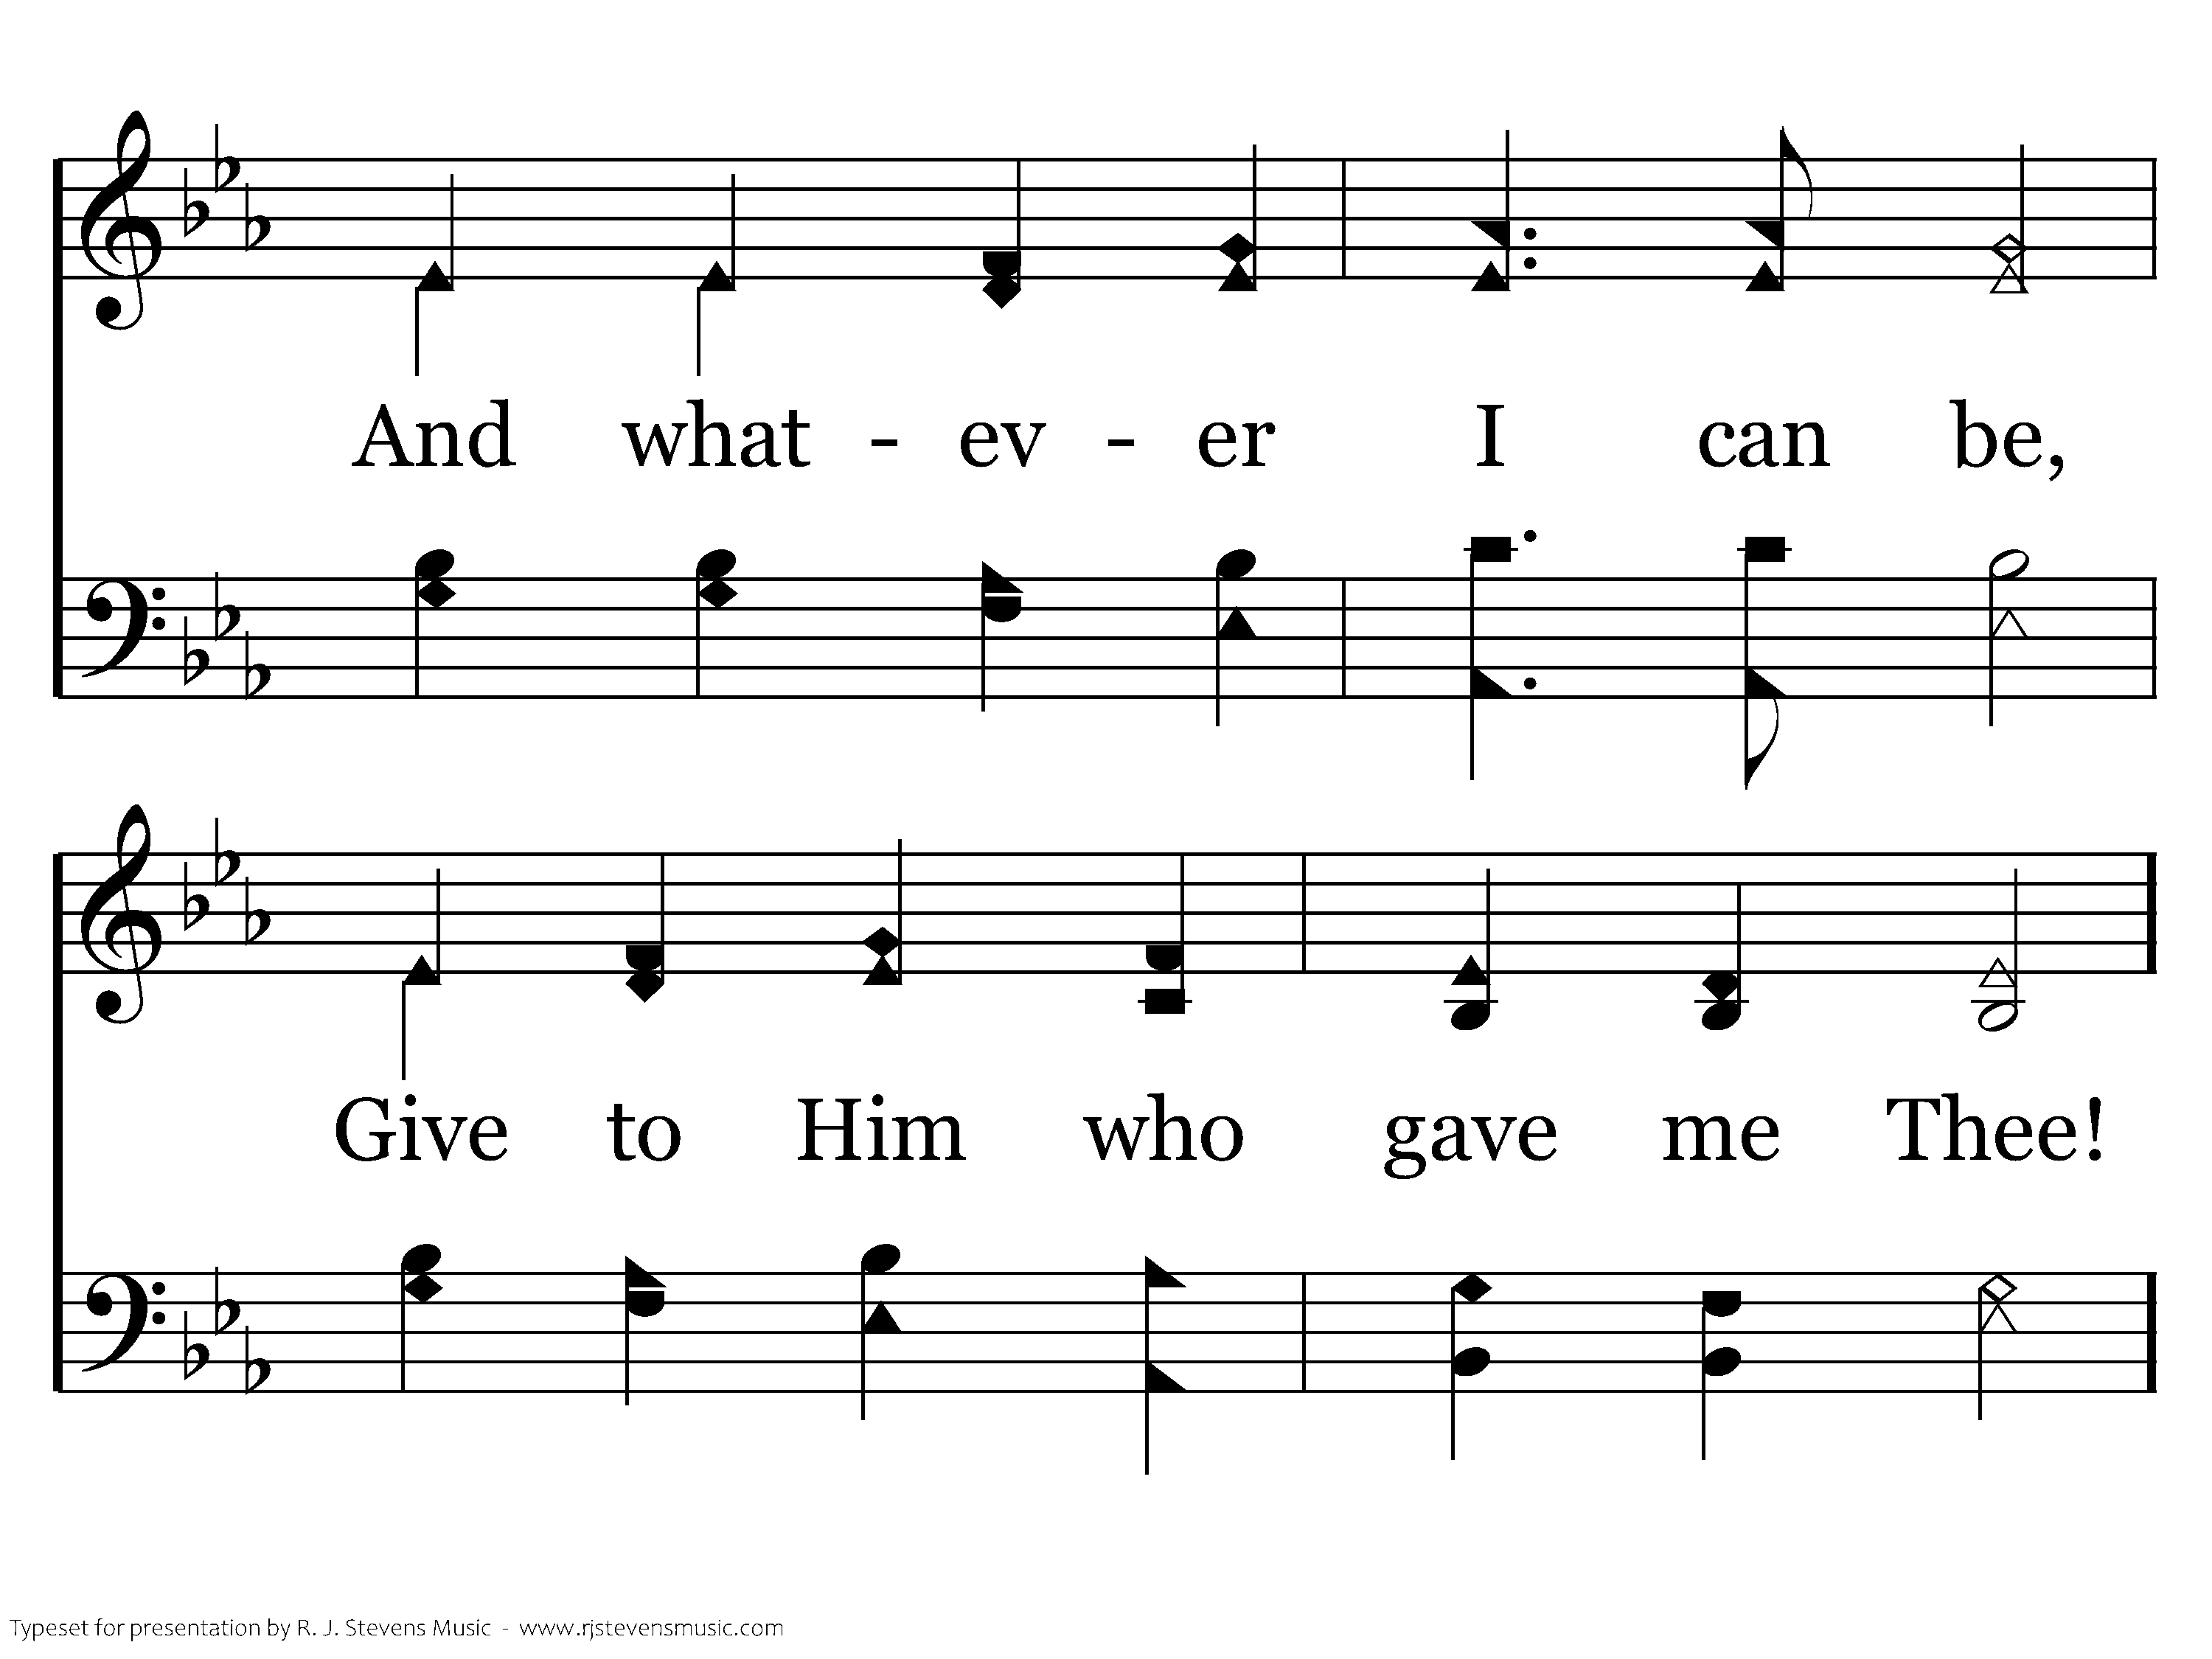 And what - ev - er I can be,
Give to Him who gave me Thee!
Typeset for presentation by R. J. Stevens Music - www.rjstevensmusic.com